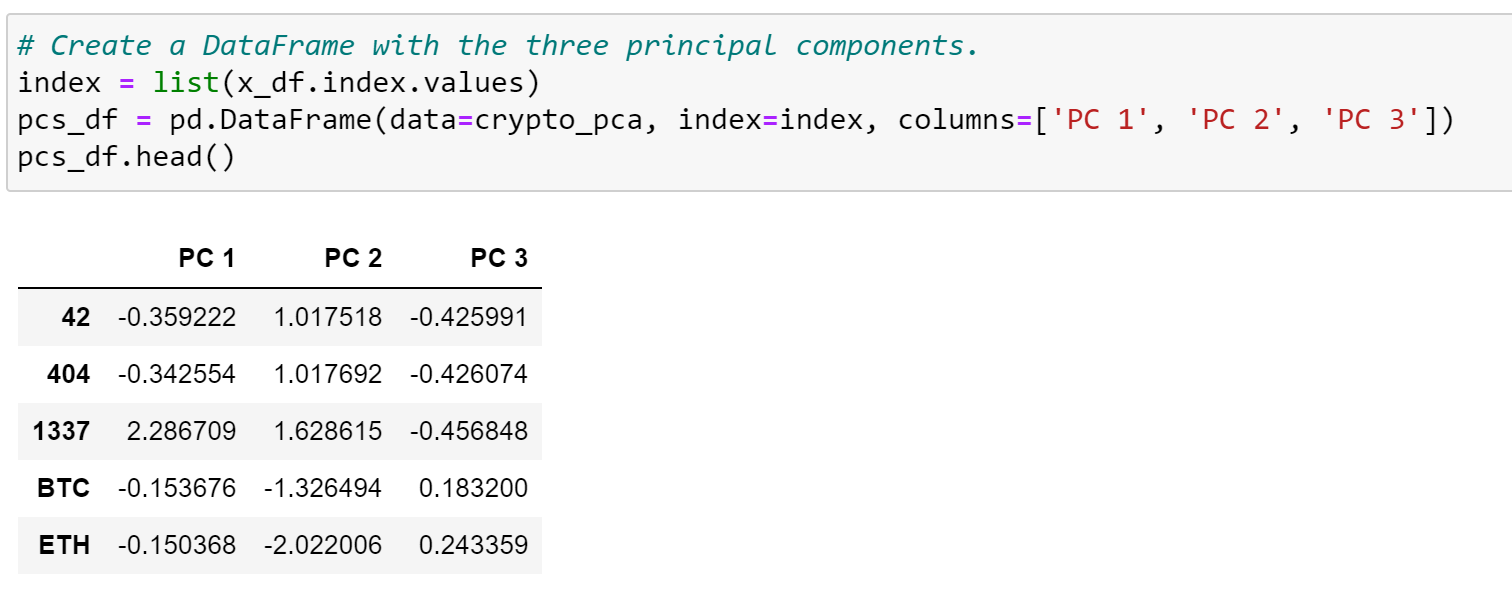 # Create a DataFrame with the three principal components.
index = list(x_df.index.values)
pcs_df = pd.DataFrame(data=crypto_pca, index=index, columns=['PC 1', 'PC 2', 'PC 3'])
pcs_df.head()
PC 1 PC 2 PC 3
42 -0.359222 1.017518 -0.425991
404 -0.342554 1.017692 -0.426074
1337 2.286709 1.628615 -0.456848
BTC -0.153676 -1.326494 0.183200
ETH -0.150368 -2.022006 0.243359